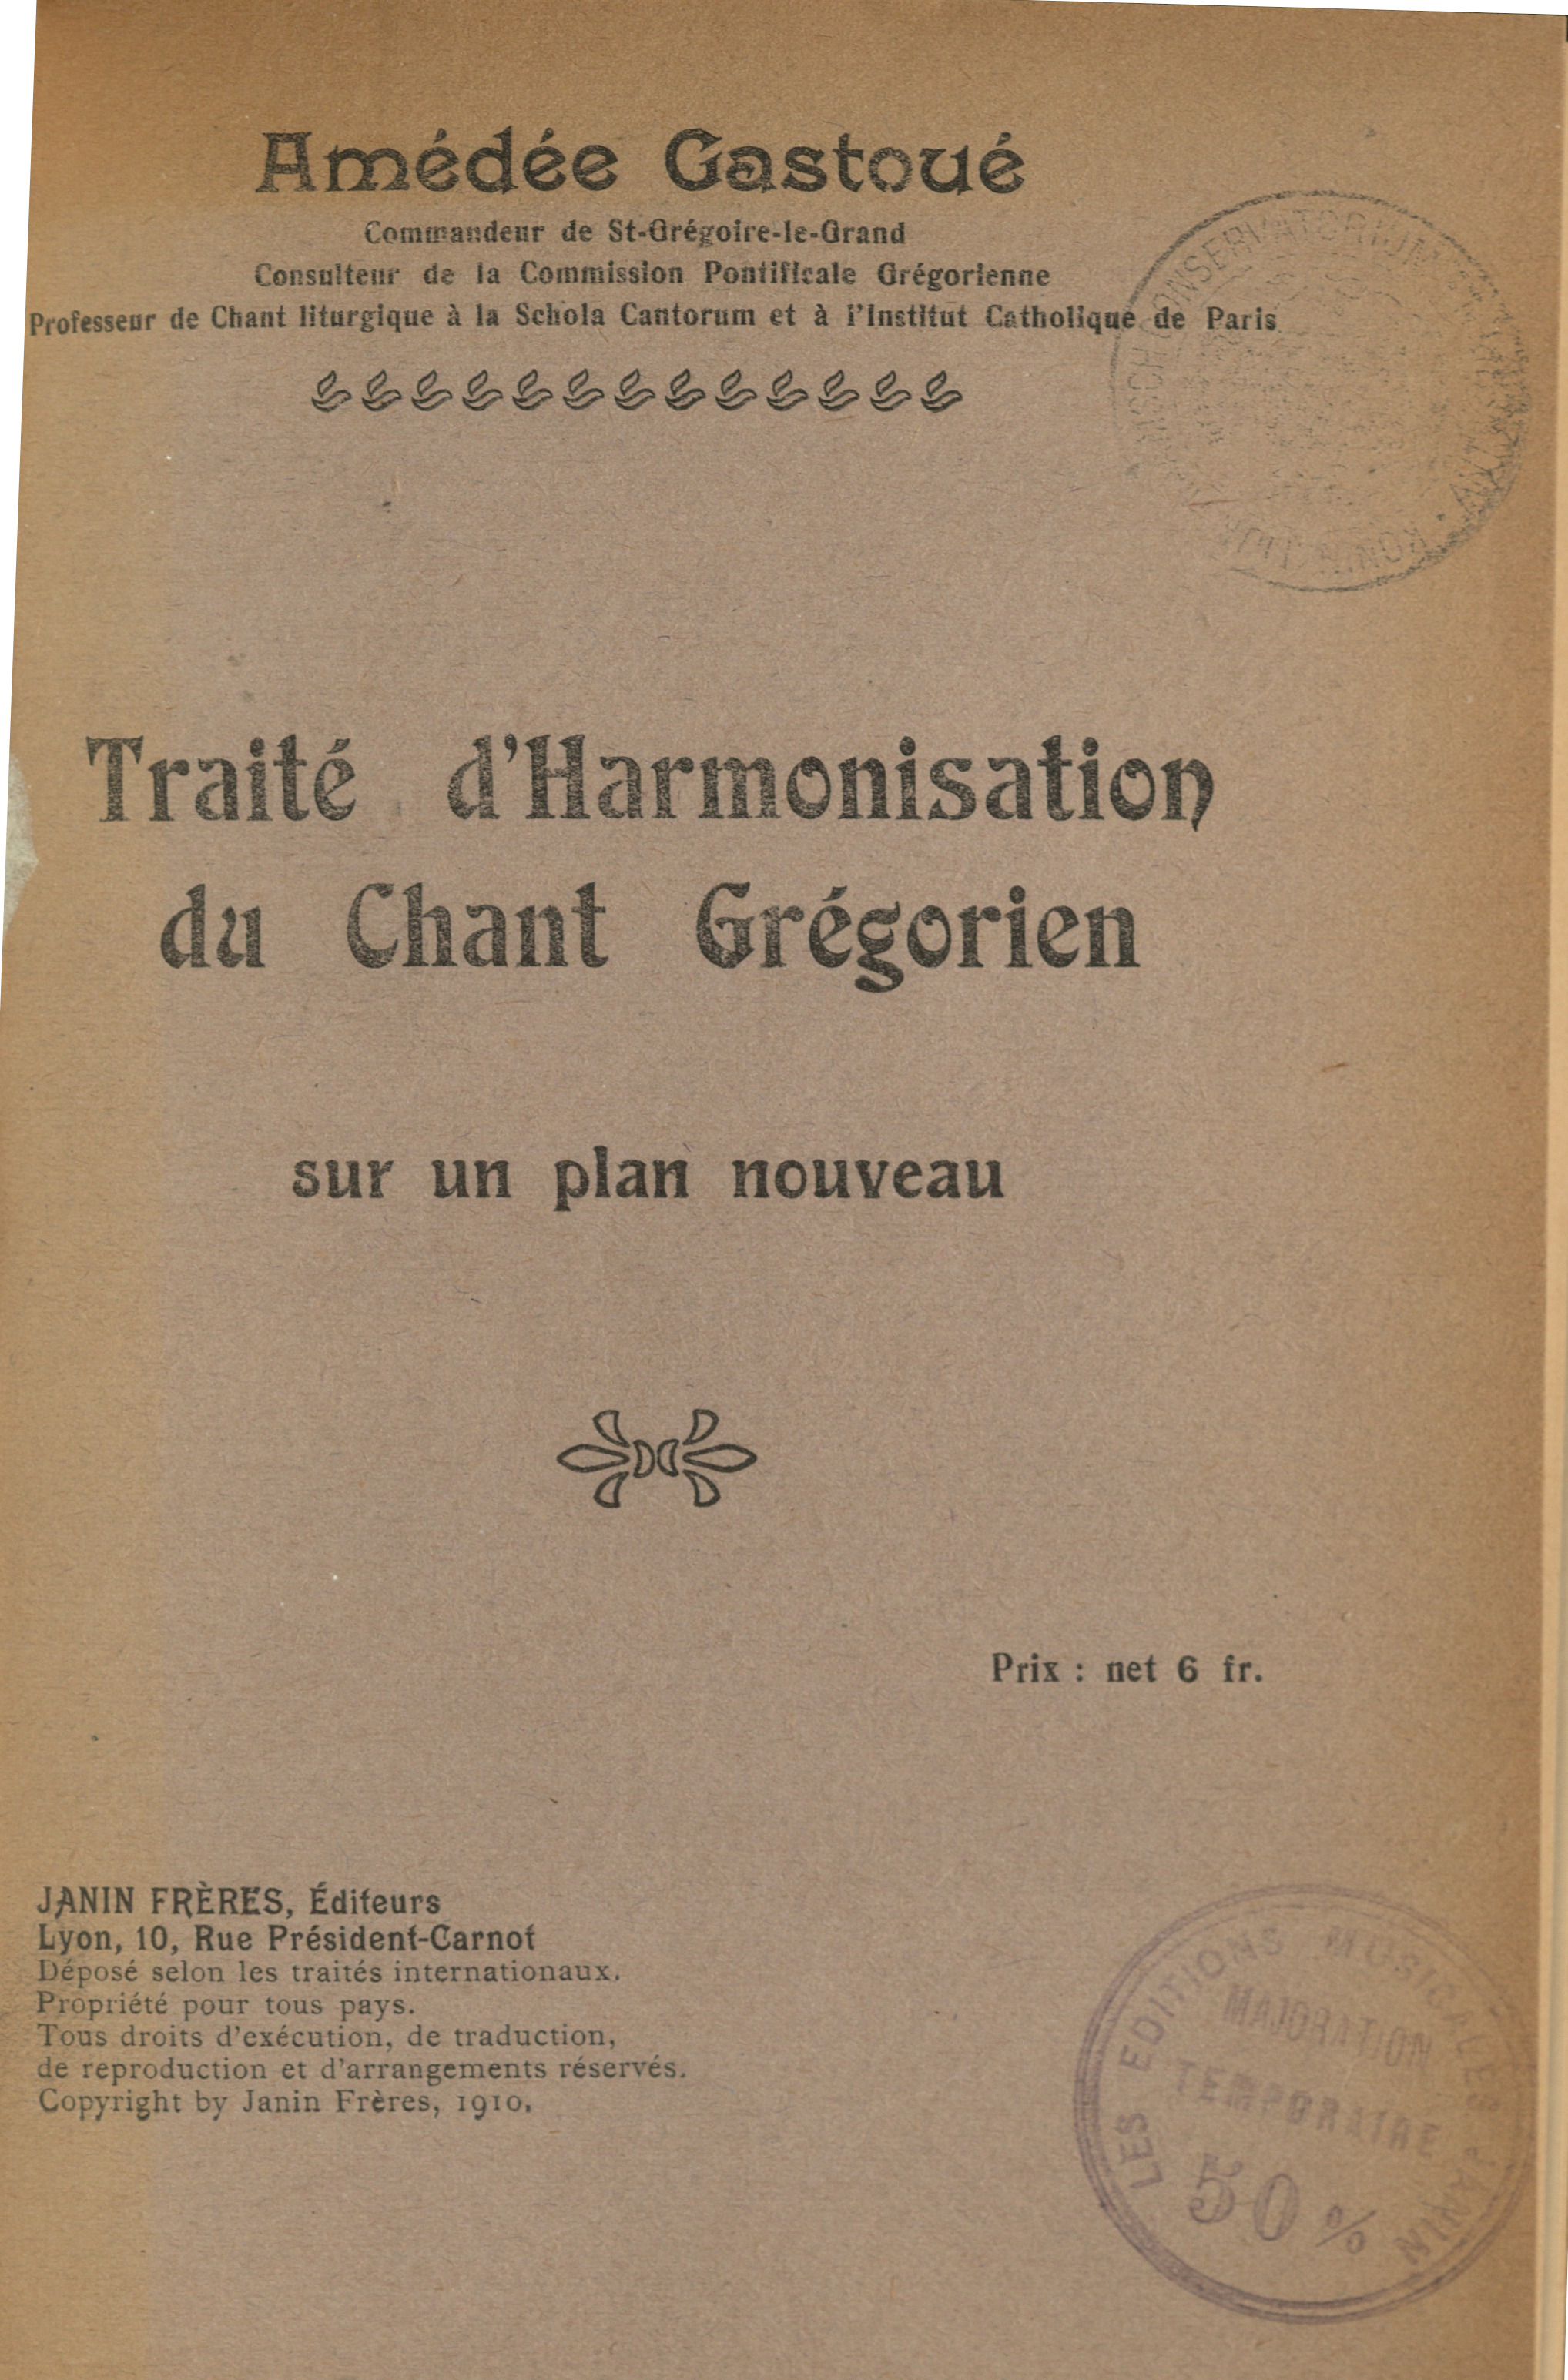 Amédée Gastoué
Commandeur de St-Grégoire-le-Grand
Consulteur de la Commission Pontificale Grégorienne
Professeur de Chant liturgique à la Schola Cantorum et à l'Institut Catholique de Paris
CONSERVATORIUM
Traité d'Harmonisation
du Chant Grégorien
sur un plan nouveau
Prix : net 6 fr.
JANIN FRÈRES, Éditeurs
Lyon, 10, Rue Président-Carnot
Déposé selon les traités internationaux.
Propriété pour tous pays.
Tous droits d'exécution, de traduction,
de reproduction et d'arrangements réservés.
Copyright by Janin Frères, 1910.
LES EDITIONS MUSICALES JANIN
MAJORATION
TEMPORAIRE
50 %